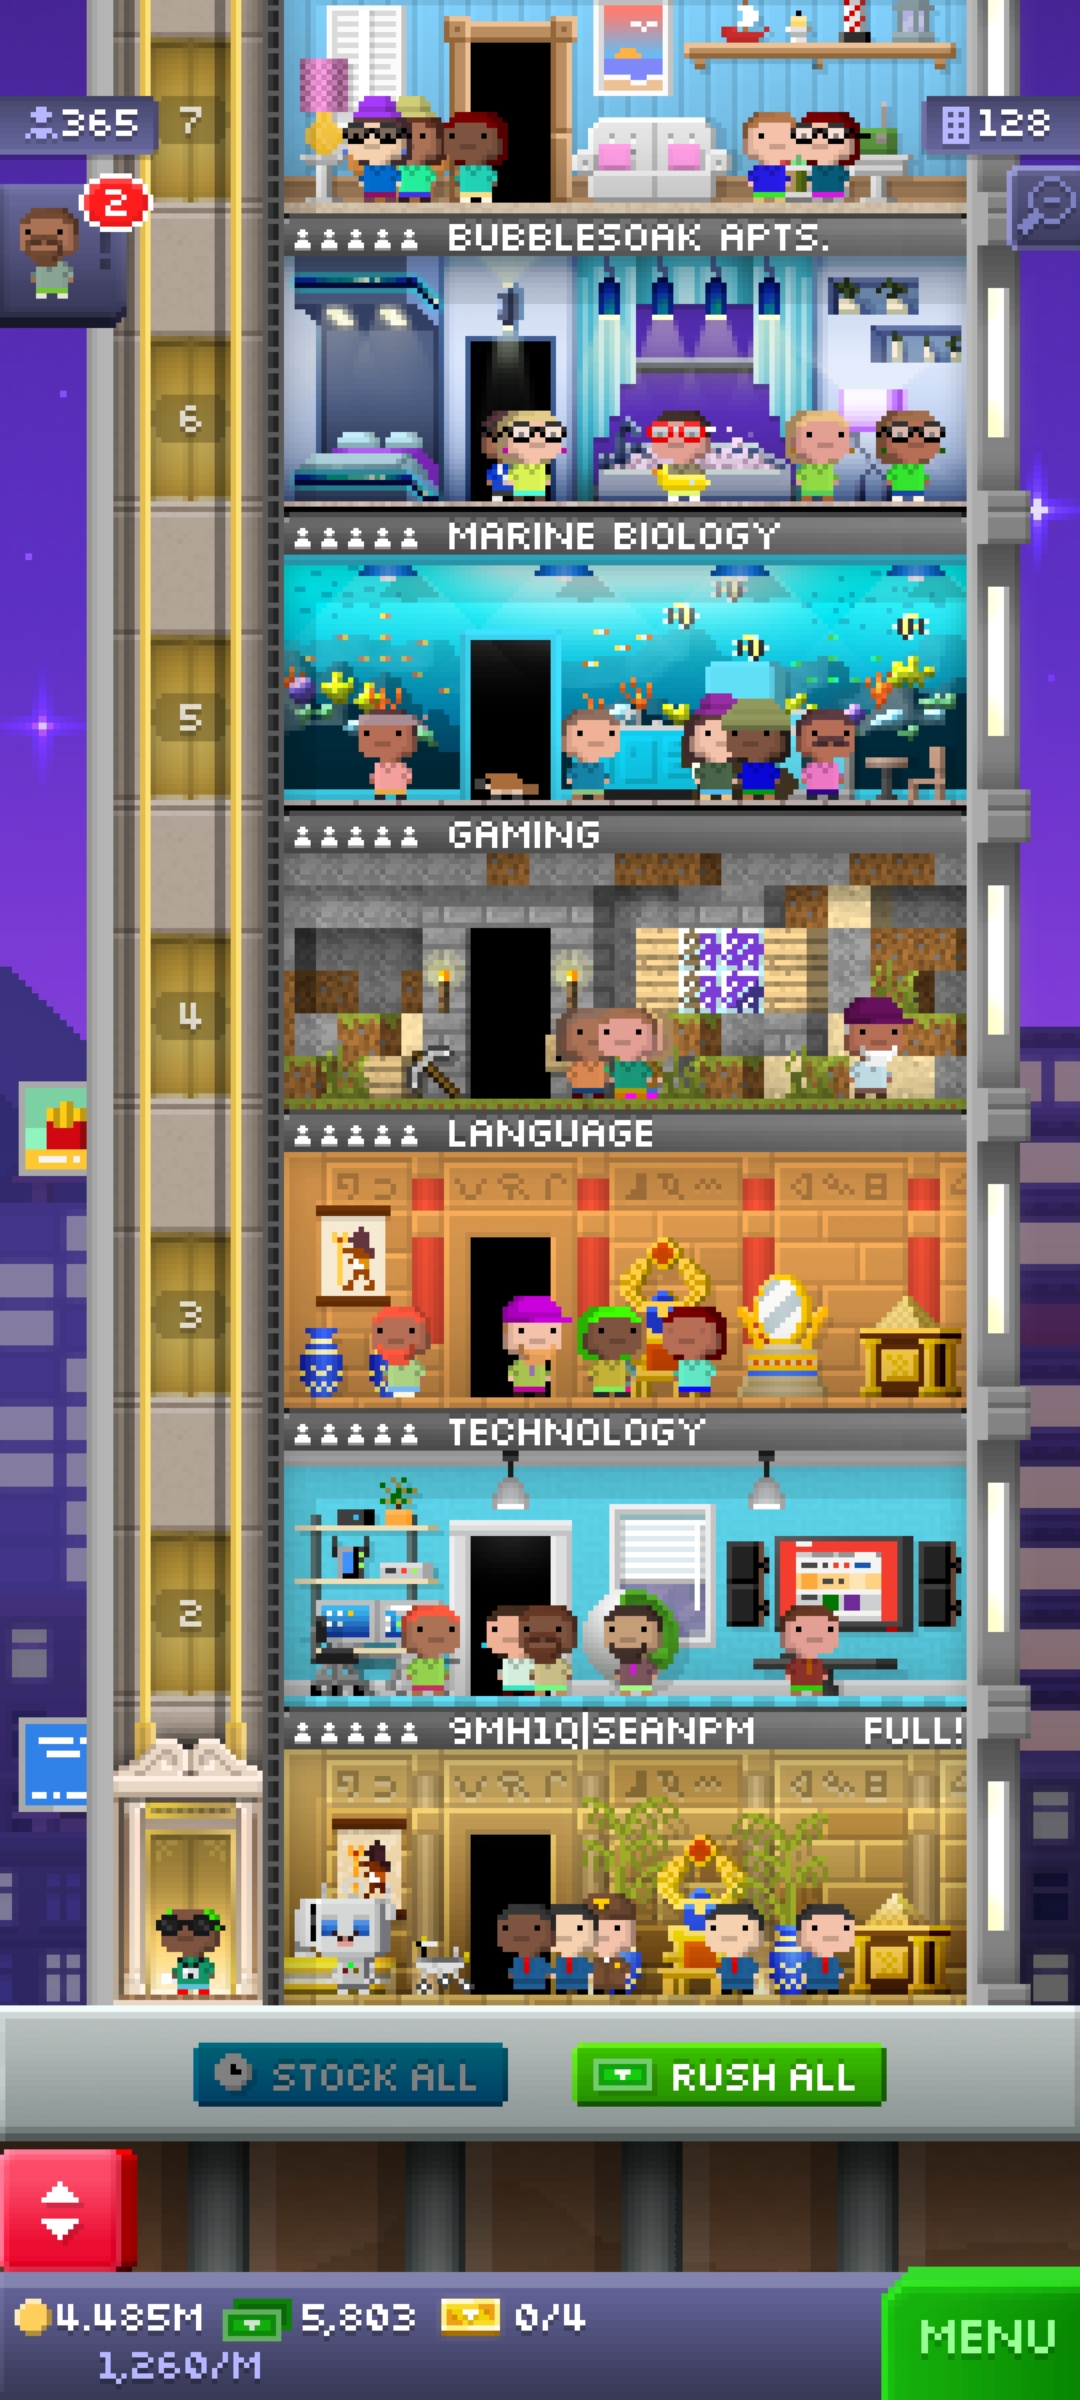 365
7
128
2
BUBBLESOAK APTS.
6
MARINE BIOLOGY
5
GAMING
4
LANGUAGE
3
TECHNOLOGY
2
9MH1Q|SEANPM FULL!
STOCK ALL
RUSH ALL
4.485M 5,803 0/4
1,260/M
MENU